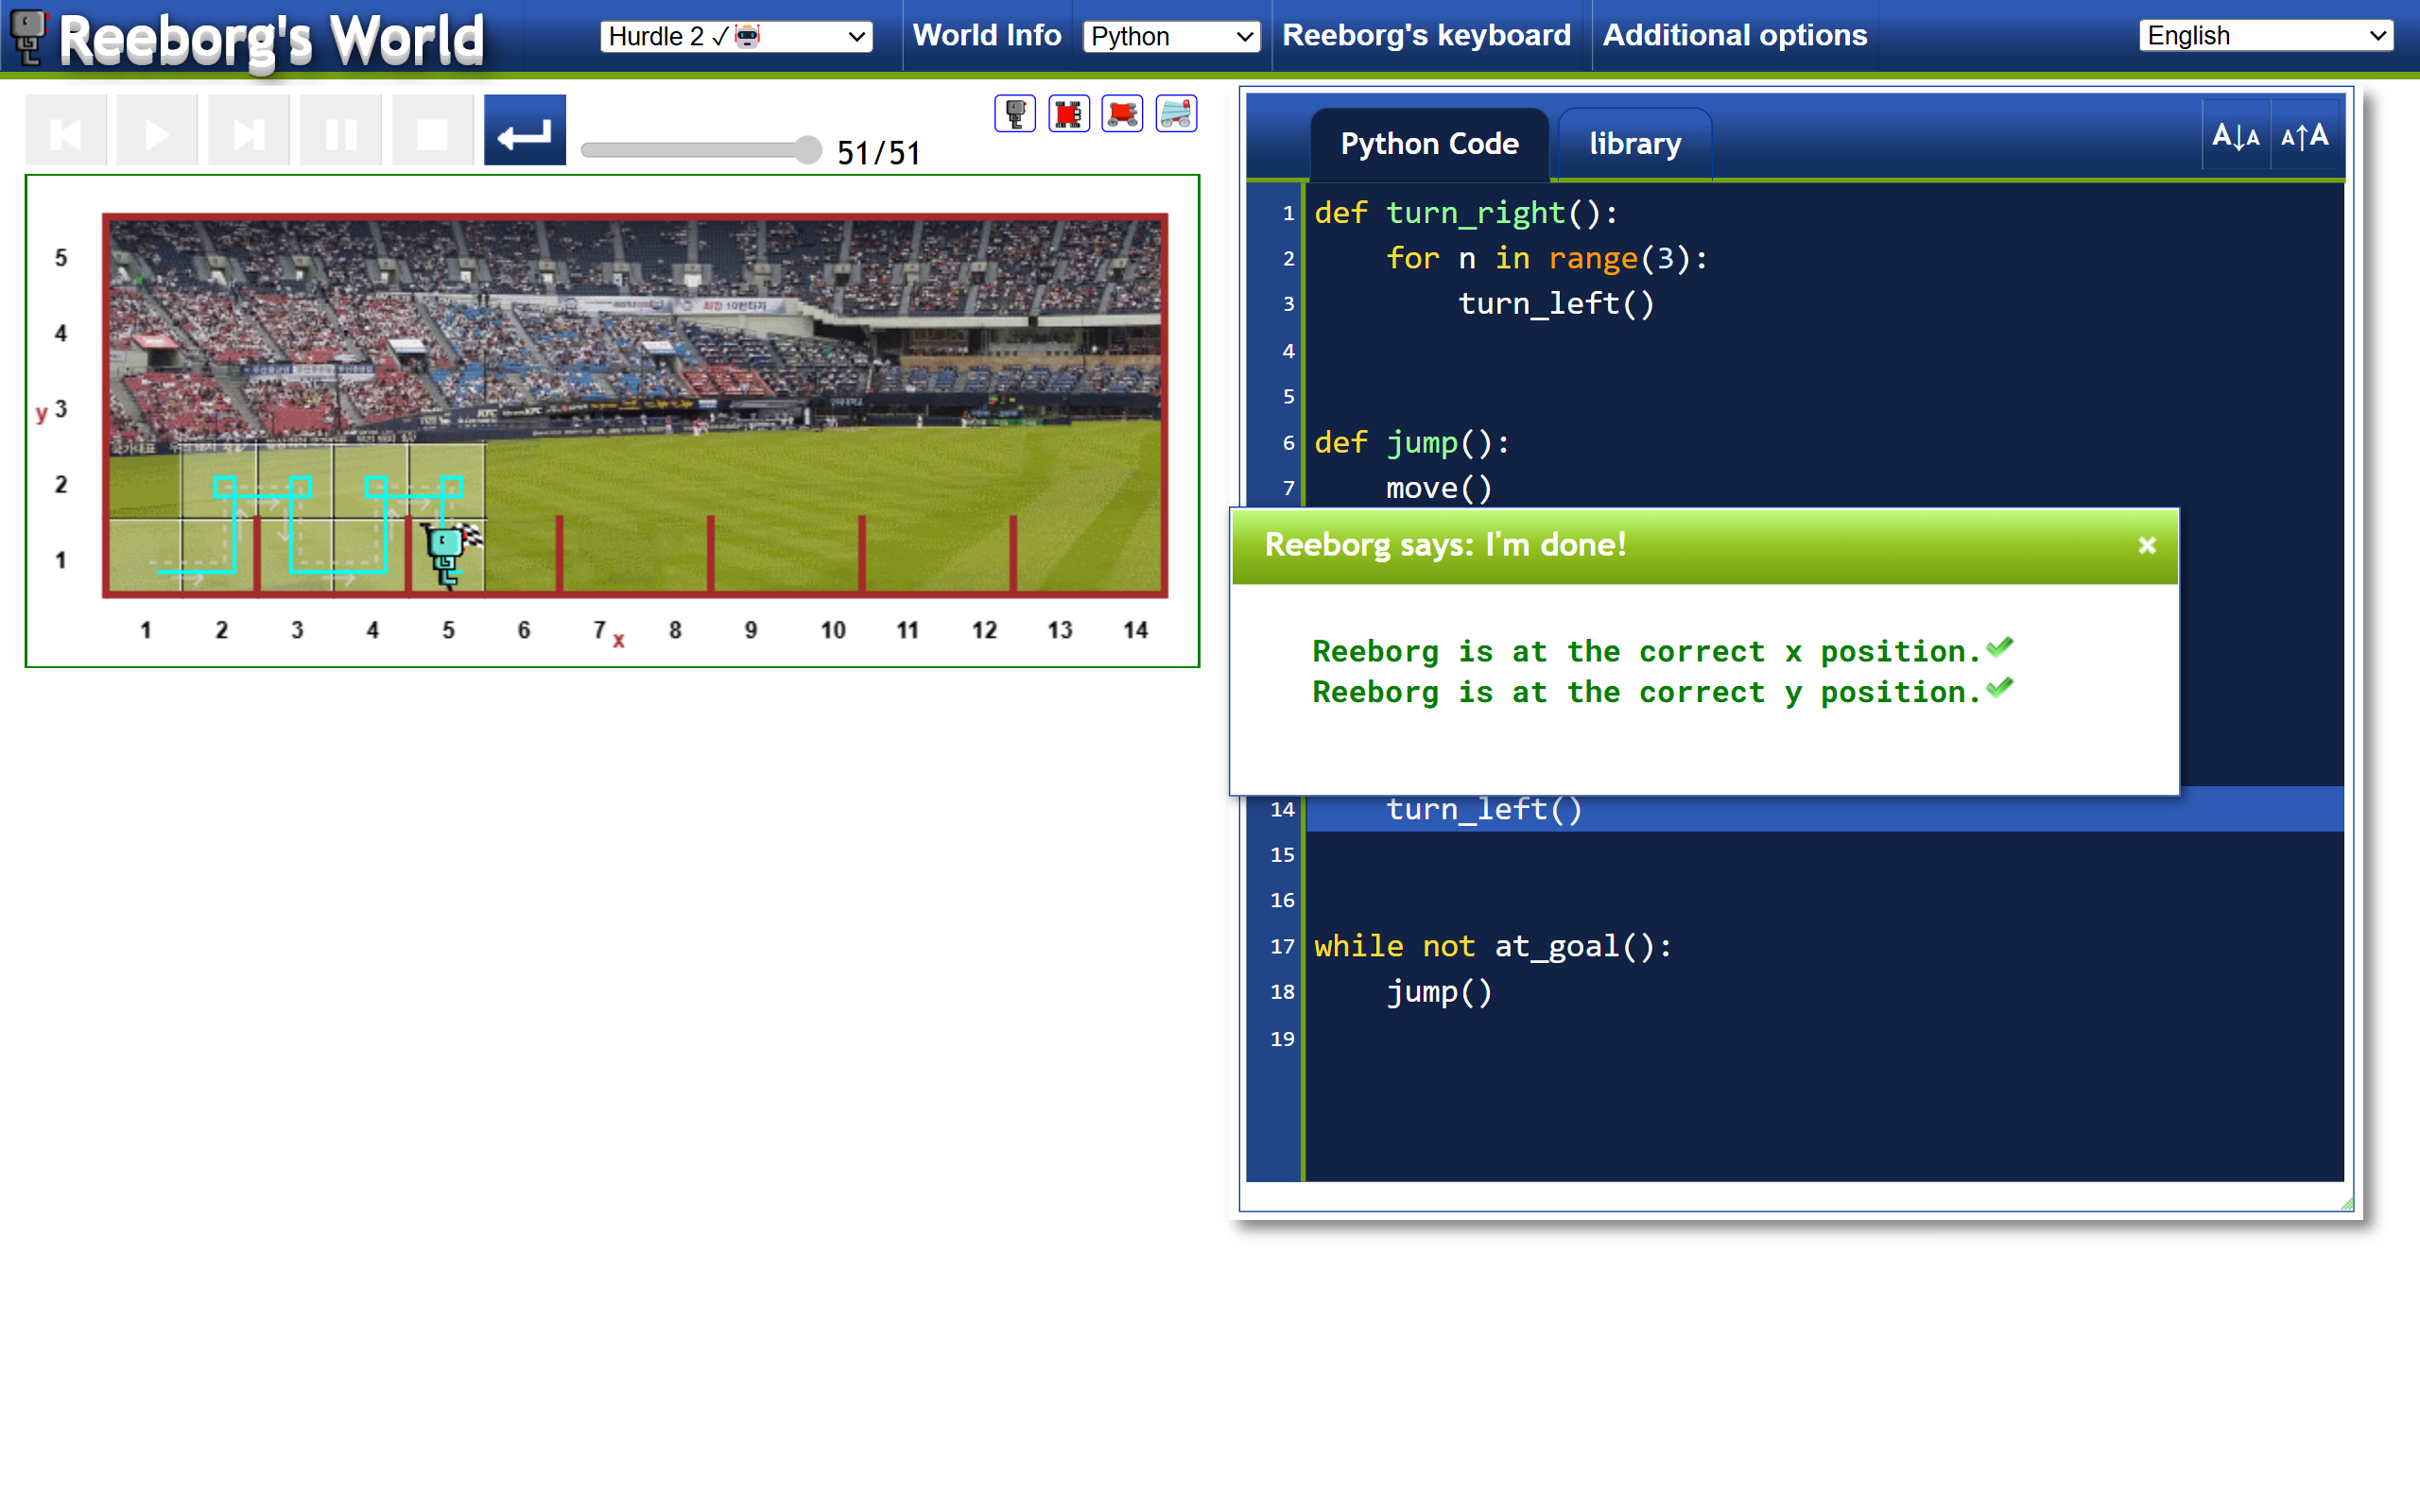 Reeborg's World
Hurdle 2 ✓
World Info
Python
Reeborg's keyboard
Additional options
English
51/51
Python Code
library
A↓A
A↑A
1 def turn_right():
2     for n in range(3):
3         turn_left()
4
5
6 def jump():
7     move()
Reeborg says: I'm done!
×
Reeborg is at the correct x position.
Reeborg is at the correct y position.
14     turn_left()
15
16
17 while not at_goal():
18     jump()
19
5
4
y 3
2
1
1 2 3 4 5 6 7 x 8 9 10 11 12 13 14
KFC
KFC